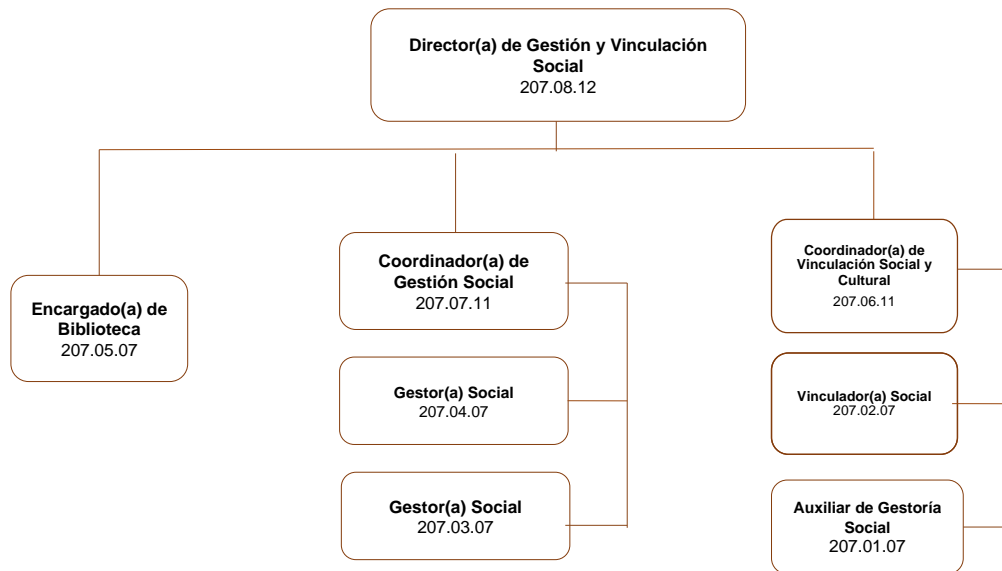 Director(a) de Gestión y Vinculación
Social
207.08.12
Encargado(a) de
Biblioteca
207.05.07
Coordinador(a) de
Gestión Social
207.07.11
Gestor(a) Social
207.04.07
Gestor(a) Social
207.03.07
Coordinador(a) de
Vinculación Social y
Cultural
207.06.11
Vinculador(a) Social
207.02.07
Auxiliar de Gestoría
Social
207.01.07